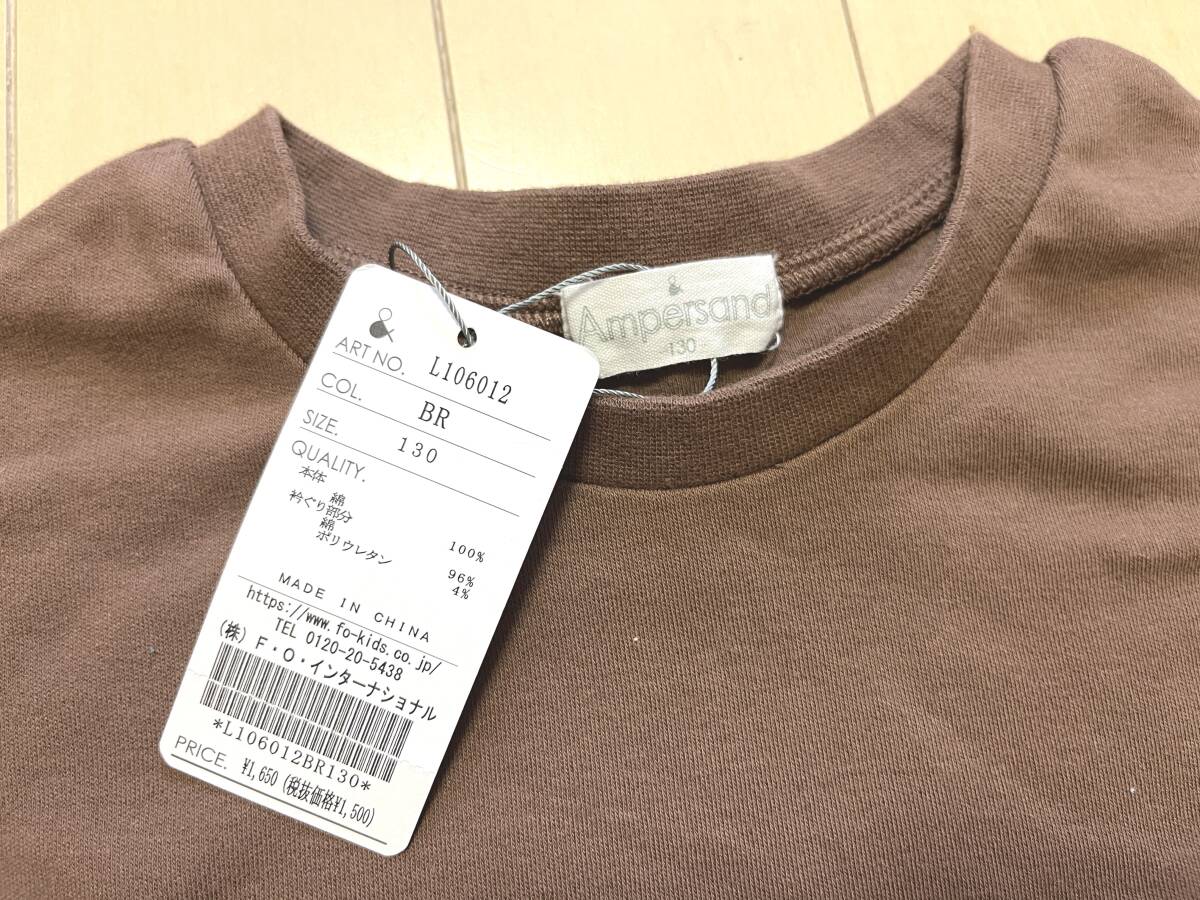 &
Ampersand
-130-
&
ART NO. L106012
COL. BR
SIZE. 130
QUALITY.
本体
綿 100%
衿ぐり部分
綿 96%
ポリウレタン 4%
MADE IN CHINA
https://www.fo-kids.co.jp/
TEL 0120-20-5438
(株) F・O・インターナショナル
*L106012BR130*
PRICE. ¥1,650 (税抜価格¥1,500)